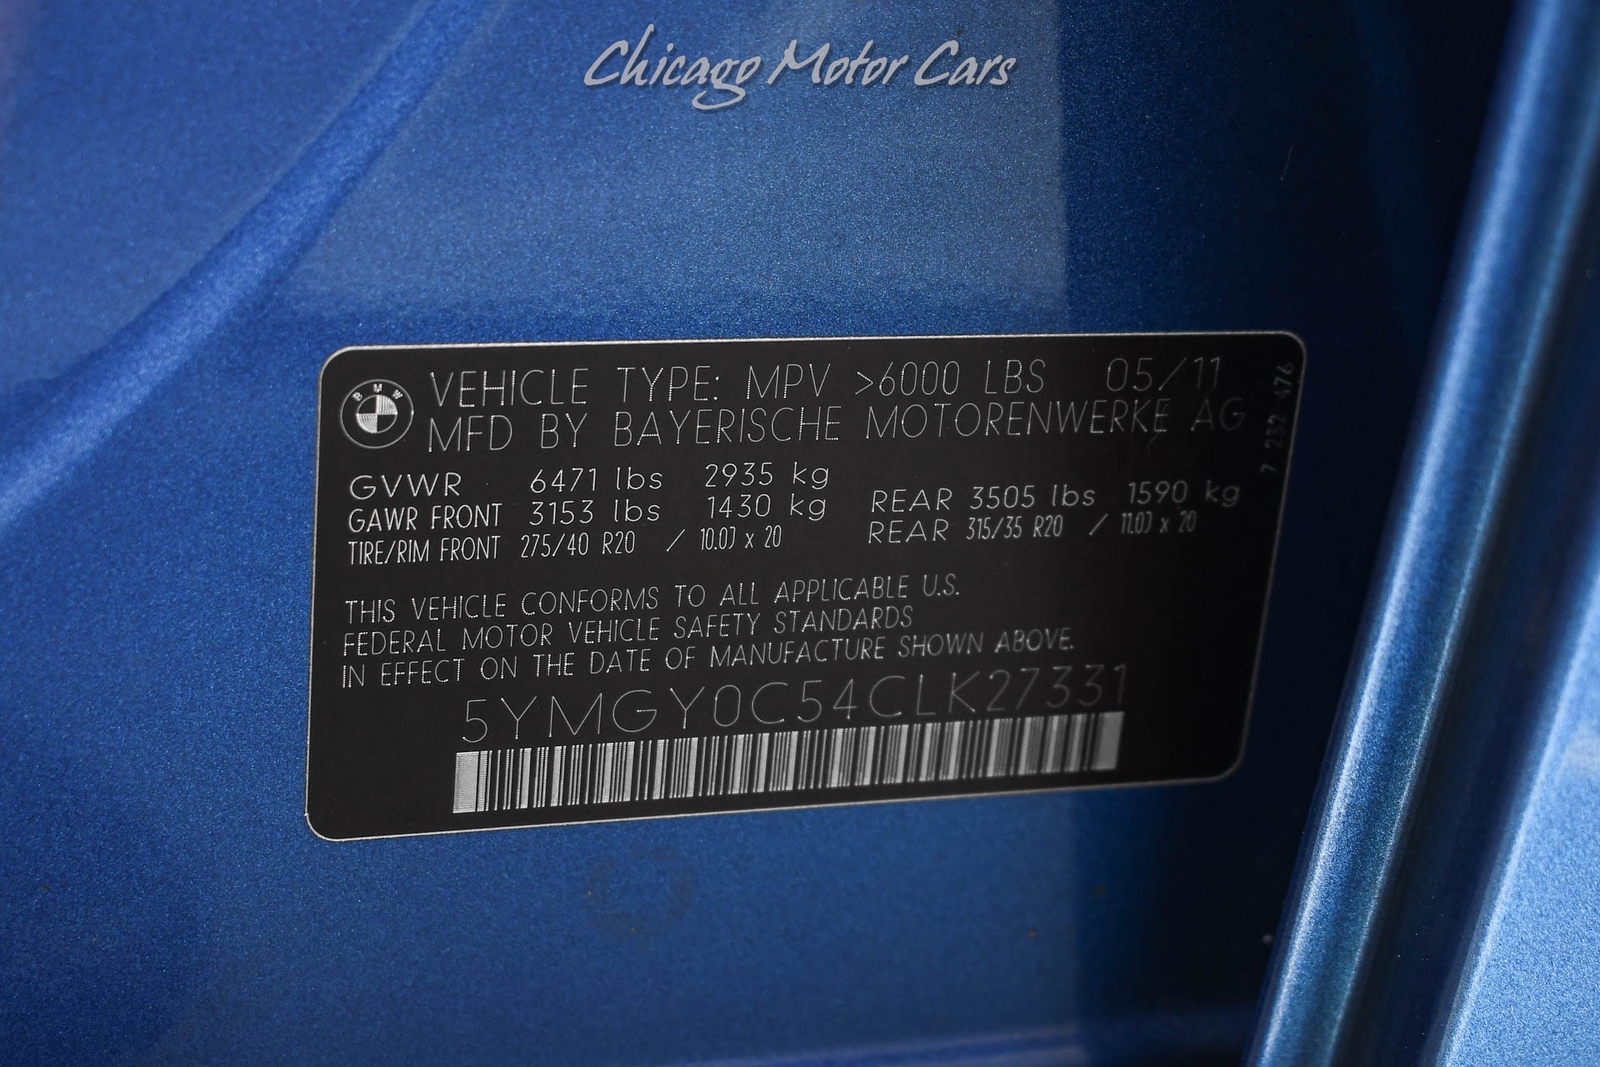 Chicago Motor Cars
BMW
VEHICLE TYPE: MPV >6000 LBS 05/11
MFD BY BAYERISCHE MOTORENWERKE AG
7 232 476
GVWR 6471 lbs 2935 kg
GAWR FRONT 3153 lbs 1430 kg REAR 3505 lbs 1590 kg
TIRE/RIM FRONT 275/40 R20 / 10.0J x 20 REAR 315/35 R20 / 11.0J x 20
THIS VEHICLE CONFORMS TO ALL APPLICABLE U.S.
FEDERAL MOTOR VEHICLE SAFETY STANDARDS
IN EFFECT ON THE DATE OF MANUFACTURE SHOWN ABOVE.
5YMGY0C54CLK27331